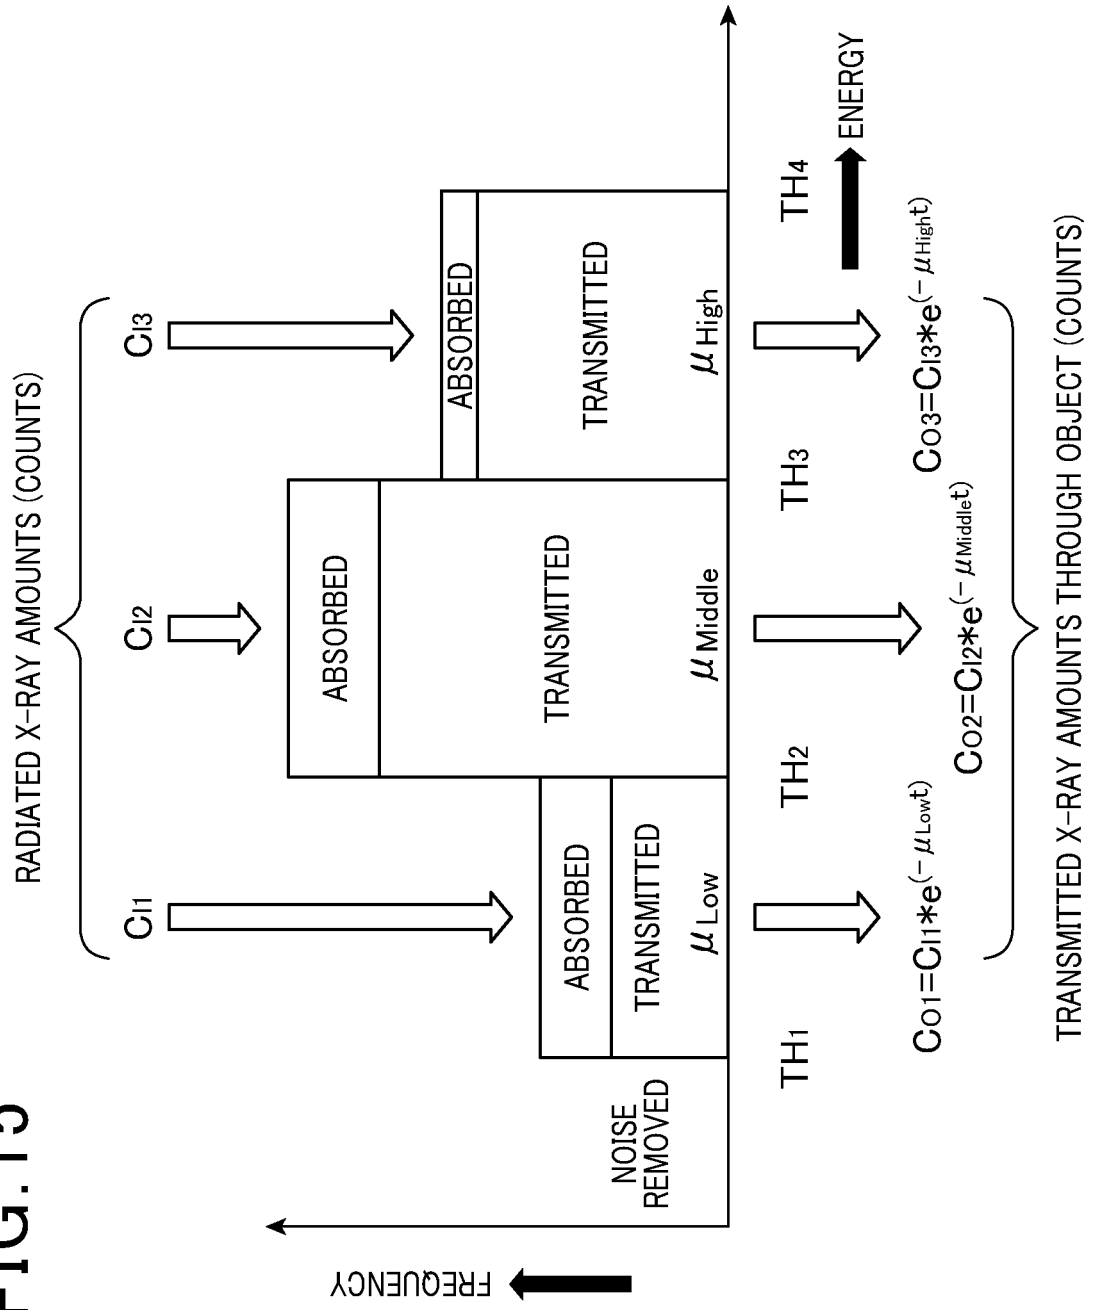 FIG. 15
RADIATED X-RAY AMOUNTS (COUNTS)
CI1
CI2
CI3
ABSORBED
TRANSMITTED
μLow
ABSORBED
TRANSMITTED
μMiddle
ABSORBED
TRANSMITTED
μHigh
NOISE
REMOVED
FREQUENCY
TH1
TH2
TH3
TH4
ENERGY
CO1=CI1*e(-μLowt)
CO2=CI2*e(-μMiddlet)
CO3=CI3*e(-μHight)
TRANSMITTED X-RAY AMOUNTS THROUGH OBJECT (COUNTS)